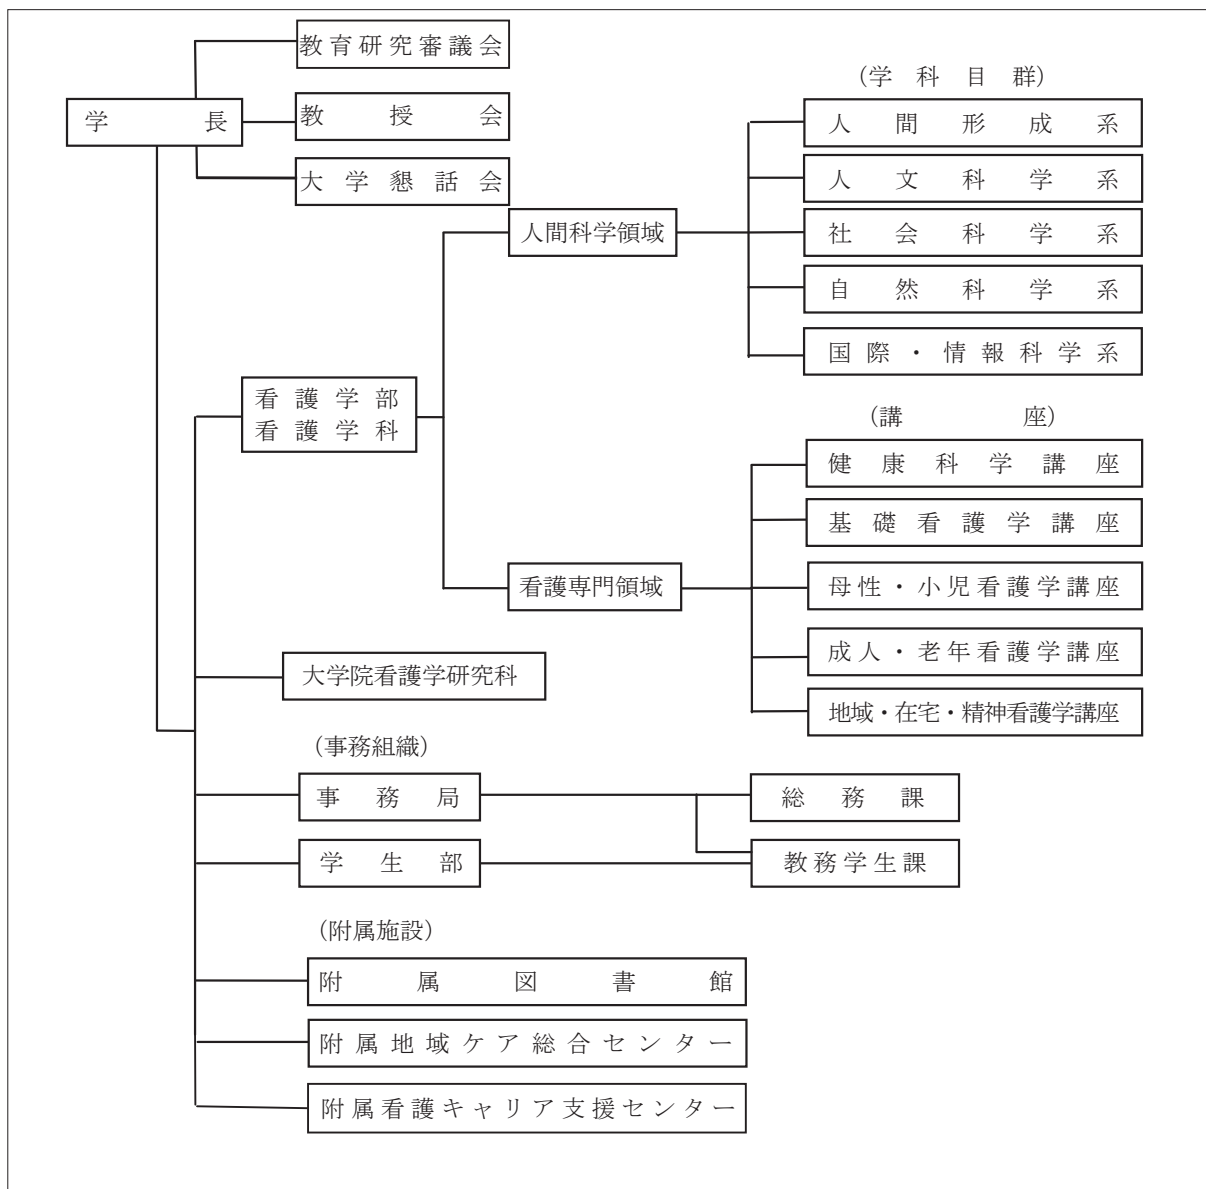 教育研究審議会
学長
教授会
大学懇話会
(学科目群)
人間形成系
人文科学系
人間科学領域
社会科学系
自然科学系
国際・情報科学系
看護学部
看護学科
(講座)
健康科学講座
基礎看護学講座
看護専門領域
母性・小児看護学講座
成人・老年看護学講座
地域・在宅・精神看護学講座
大学院看護学研究科
(事務組織)
事務局
総務課
学生部
教務学生課
(附属施設)
附属図書館
附属地域ケア総合センター
附属看護キャリア支援センター